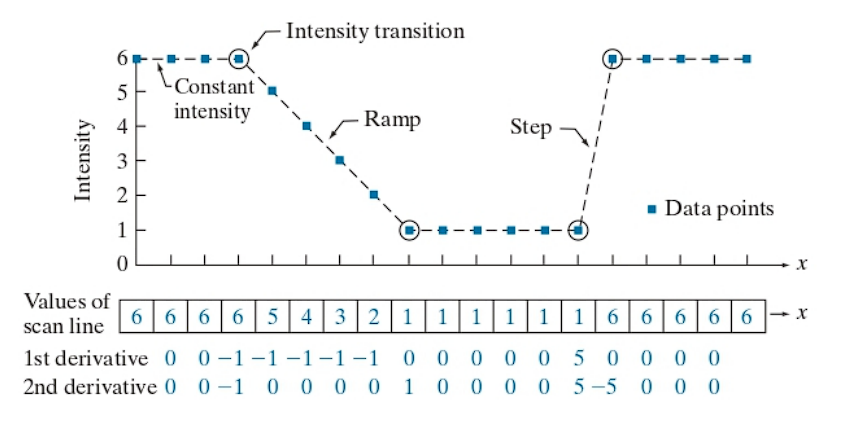 Intensity transition
6
Constant
intensity
5
Ramp
4
Step
Intensity
3
2
Data points
1
0
x
Values of
scan line
6 6 6 6 5 4 3 2 1 1 1 1 1 1 6 6 6 6 6 x
1st derivative 0 0 −1 −1 −1 −1 −1 0 0 0 0 0 5 0 0 0 0
2nd derivative 0 0 −1 0 0 0 0 1 0 0 0 0 5 −5 0 0 0